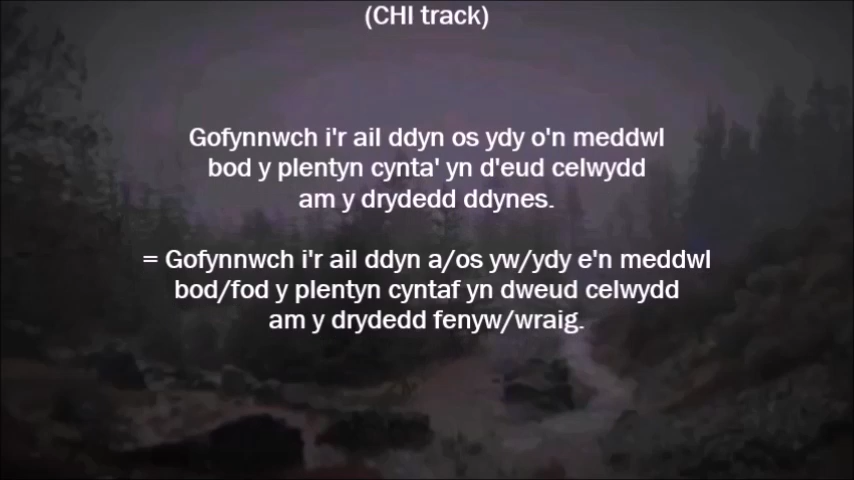 (CHI track)
Gofynnwch i'r ail ddyn os ydy o'n meddwl
bod y plentyn cynta' yn d'eud celwydd
am y drydedd ddynes.
= Gofynnwch i'r ail ddyn a/os yw/ydy e'n meddwl
bod/fod y plentyn cyntaf yn dweud celwydd
am y drydedd fenyw/wraig.